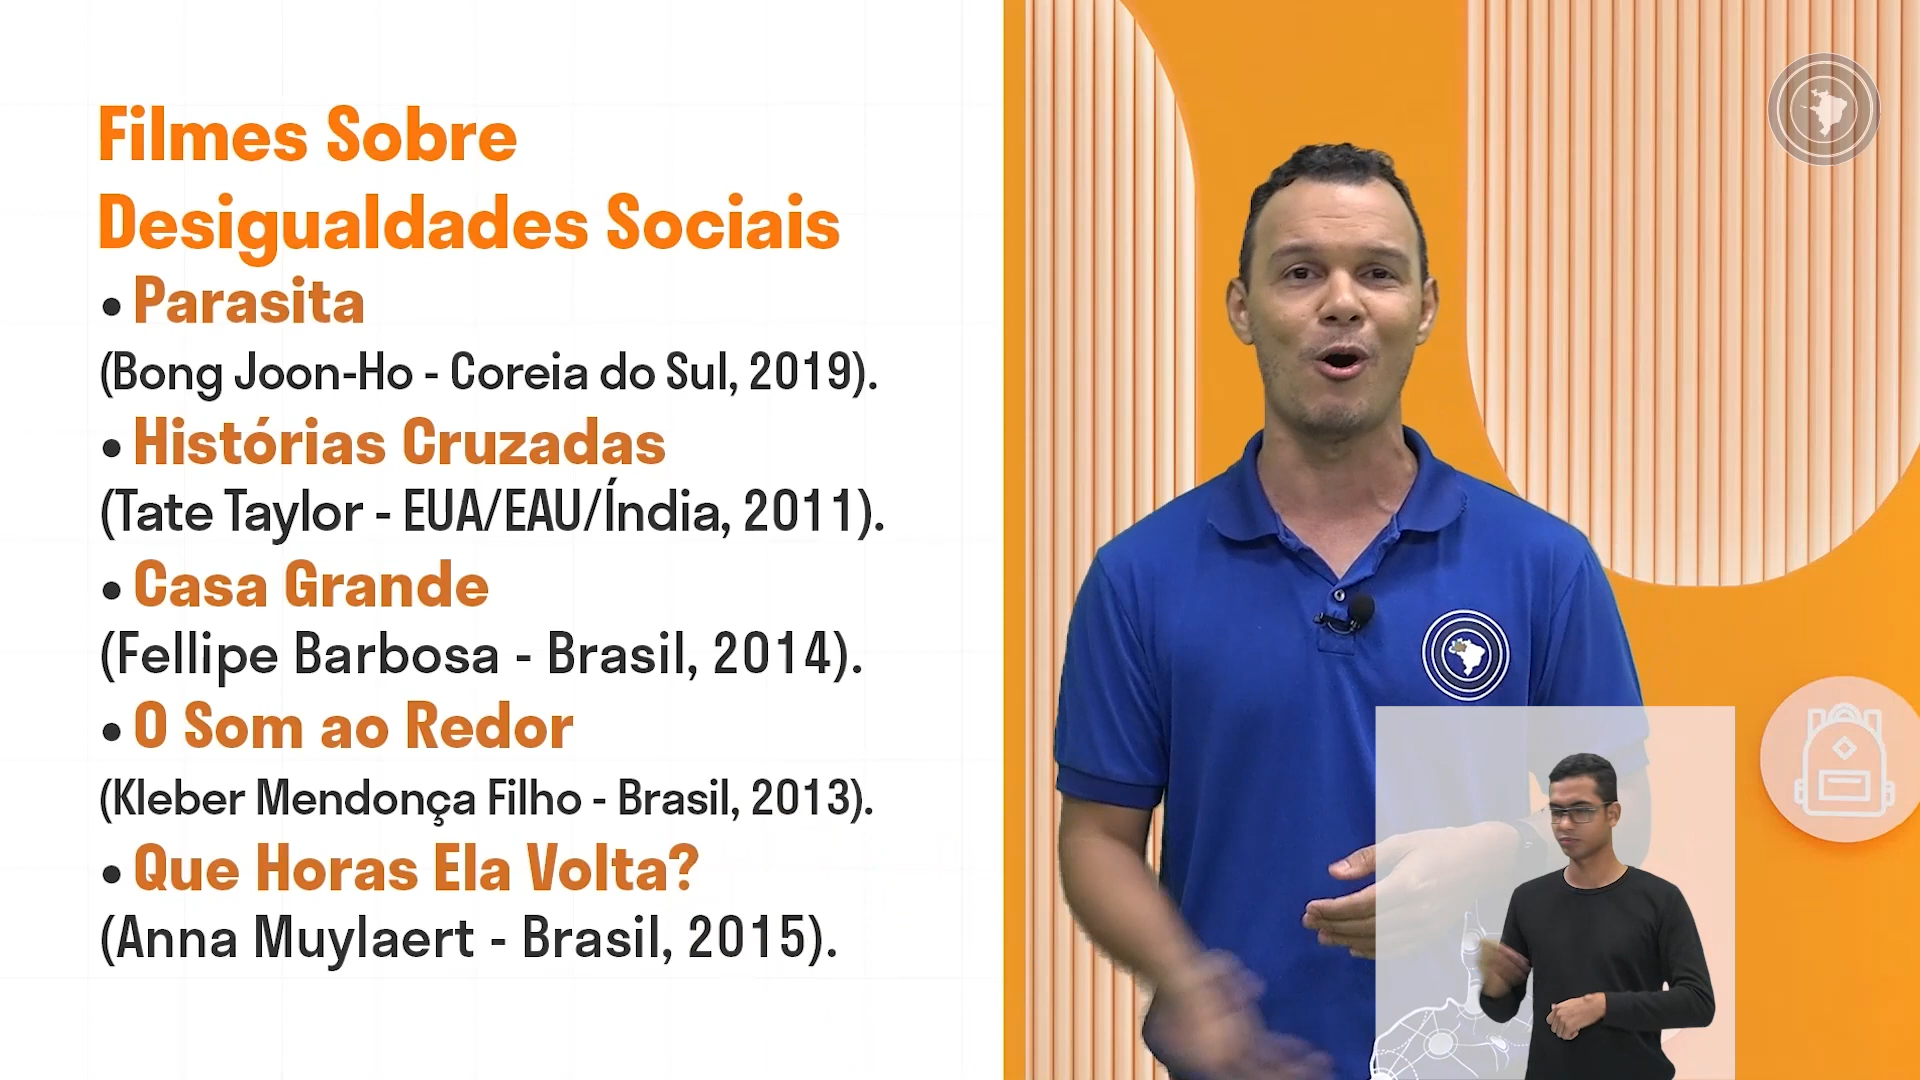 Filmes Sobre
Desigualdades Sociais
• Parasita
(Bong Joon-Ho - Coreia do Sul, 2019).
• Histórias Cruzadas
(Tate Taylor - EUA/EAU/Índia, 2011).
• Casa Grande
(Fellipe Barbosa - Brasil, 2014).
• O Som ao Redor
(Kleber Mendonça Filho - Brasil, 2013).
• Que Horas Ela Volta?
(Anna Muylaert - Brasil, 2015).